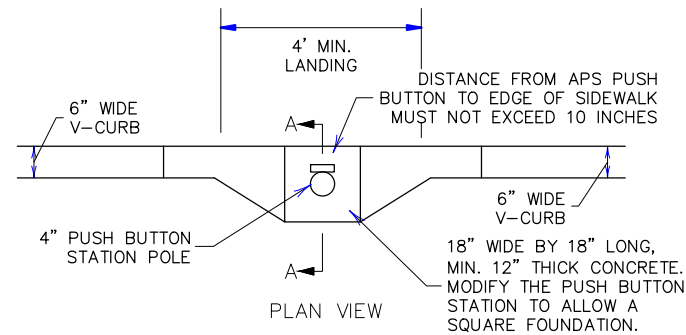 4' MIN.
LANDING
DISTANCE FROM APS PUSH
BUTTON TO EDGE OF SIDEWALK
MUST NOT EXCEED 10 INCHES
6" WIDE
V-CURB
A
6" WIDE
V-CURB
4" PUSH BUTTON
STATION POLE
A
18" WIDE BY 18" LONG,
MIN. 12" THICK CONCRETE.
MODIFY THE PUSH BUTTON
STATION TO ALLOW A
SQUARE FOUNDATION.
PLAN VIEW